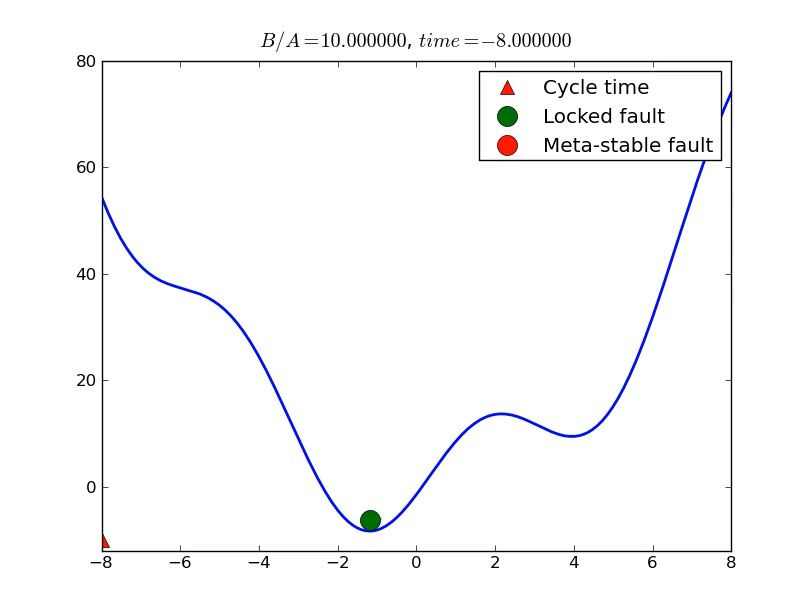 B/A=10.000000, time=−8.000000
80
Cycle time
Locked fault
Meta-stable fault
60
40
20
0
−8 −6 −4 −2 0 2 4 6 8